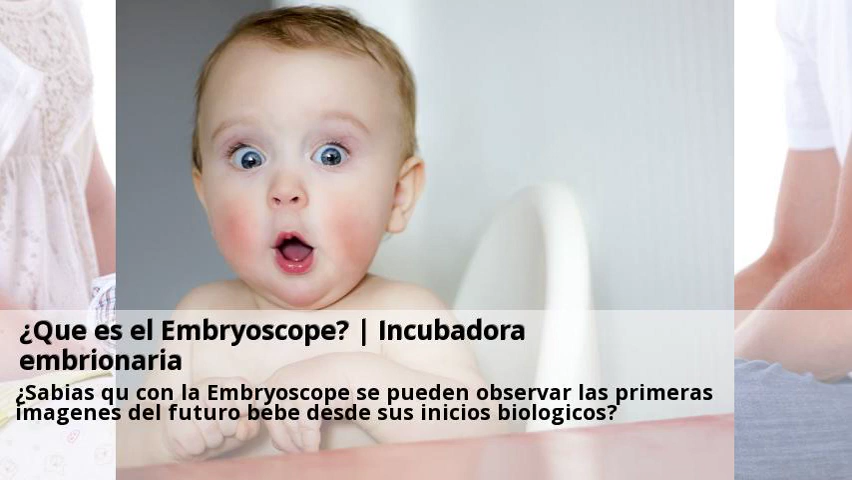 ¿Que es el Embryoscope? | Incubadora
embrionaria
¿Sabias qu con la Embryoscope se pueden observar las primeras
imagenes del futuro bebe desde sus inicios biologicos?